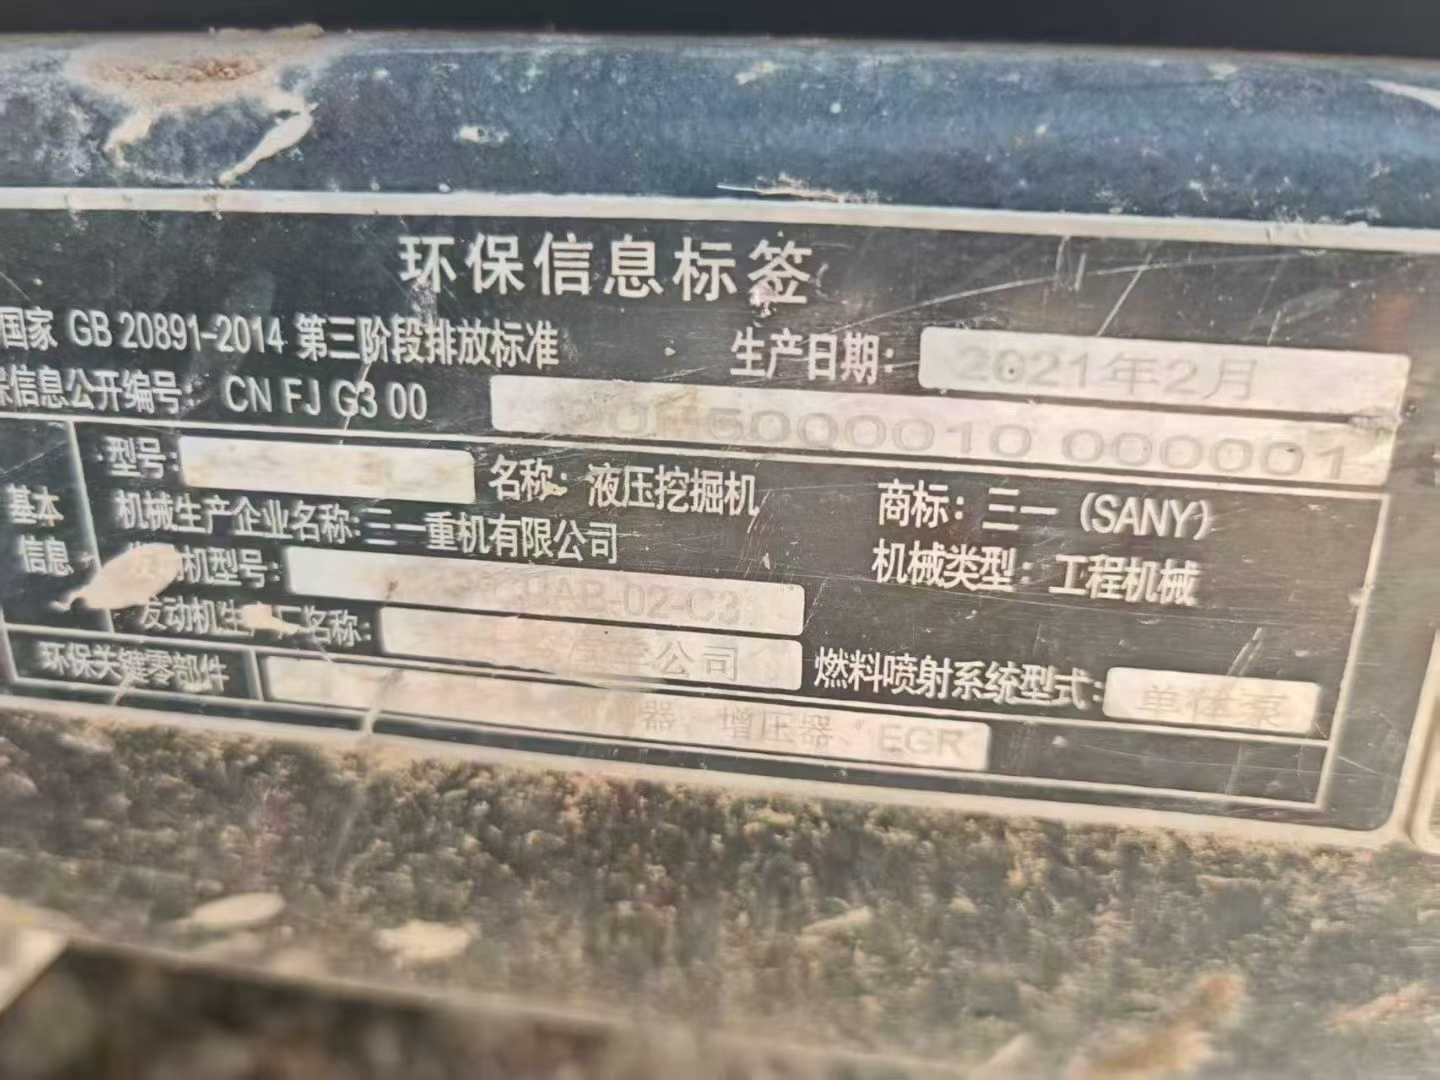 环保信息标签
国家 GB 20891-2014 第三阶段排放标准 生产日期: 2021年2月
保信息公开编号: CN FJ G3 00 5000010 000001
型号: 名称: 液压挖掘机 商标: 三一 (SANY)
基本信息
机械生产企业名称: 三一重机有限公司 机械类型: 工程机械
机型号: -02-C3
发动机生 厂名称: 公司 燃料喷射系统型式: 单体泵
环保关键零部件 器、增压器、EGR